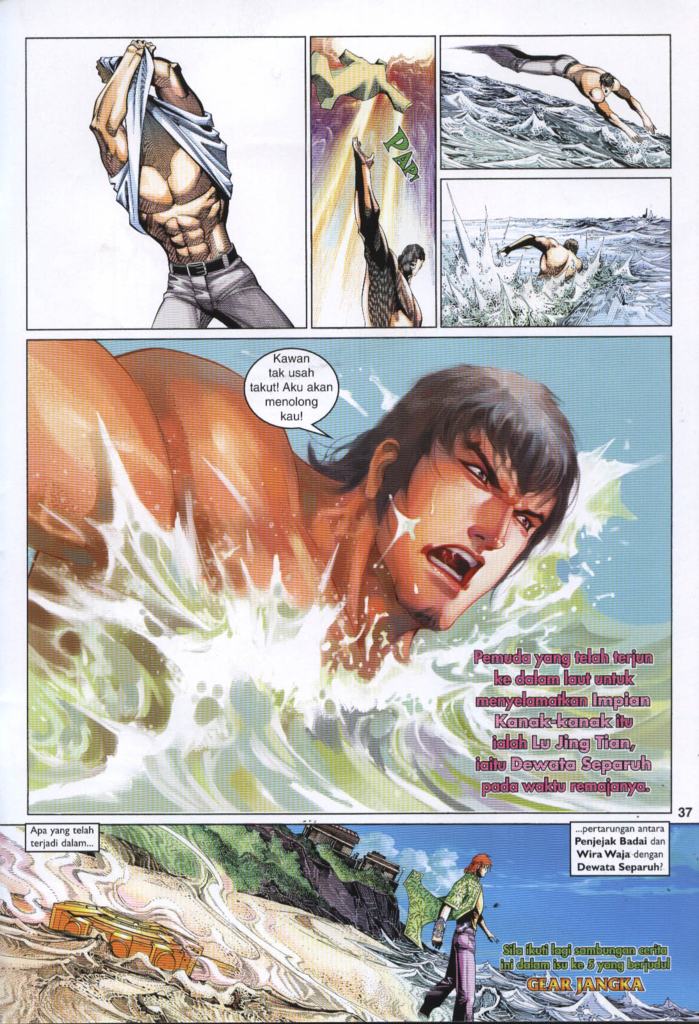 PAP!
Kawan
tak usah
takut! Aku akan
menolong
kau!
Pemuda yang telah terjun
ke dalam laut untuk
menyelamatkan Impian
Kanak-kanak itu
ialah Lu Jing Tian,
iaitu Dewata Separuh
pada waktu remajanya.
37
Apa yang telah
terjadi dalam...
...pertarungan antara
Penjejak Badai dan
Wira Waja dengan
Dewata Separuh?
Sila ikuti lagi sambungan cerita
ini dalam isu ke 5 yang berjudul
GEAR JANGKA